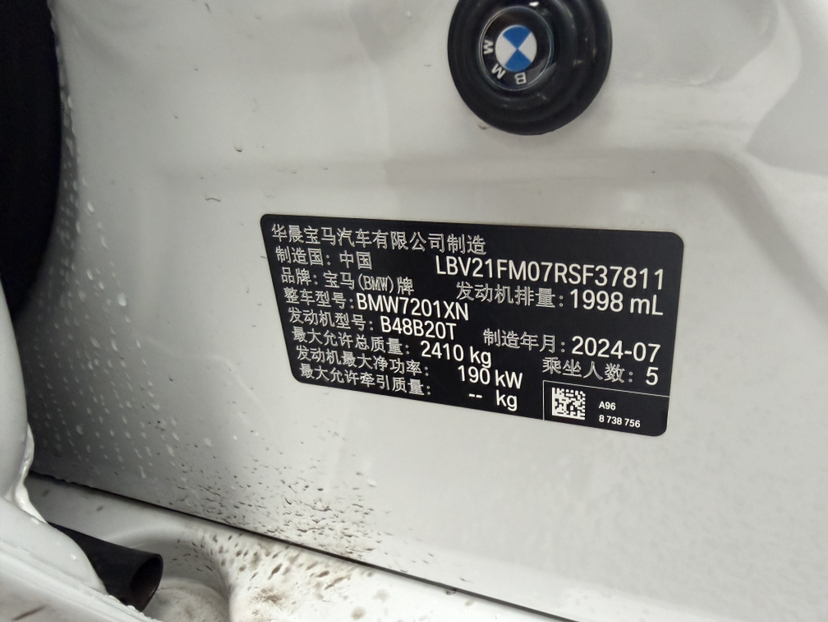 BMW
华晨宝马汽车有限公司制造
制造国: 中国 LBV21FM07RSF37811
品牌: 宝马(BMW)牌 发动机排量: 1998 mL
整车型号: BMW7201XN
发动机型号: B48B20T 制造年月: 2024-07
最大允许总质量: 2410 kg 乘坐人数: 5
发动机最大净功率: 190 kW
最大允许牵引质量: -- kg
A96
8 738 756